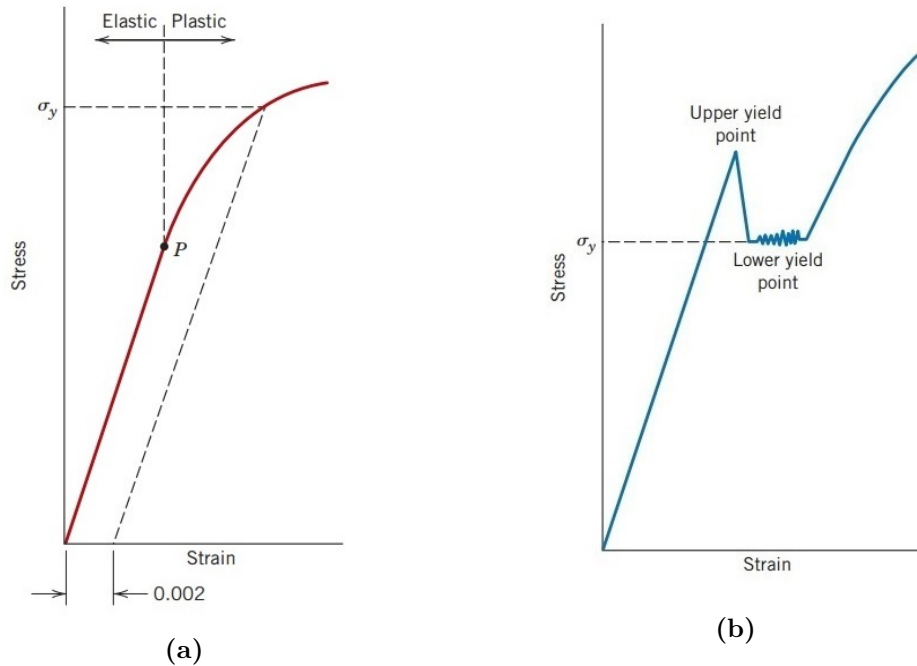 Elastic Plastic
σy
P
Stress
Strain
0.002
(a)
Upper yield
point
σy
Lower yield
point
Stress
Strain
(b)